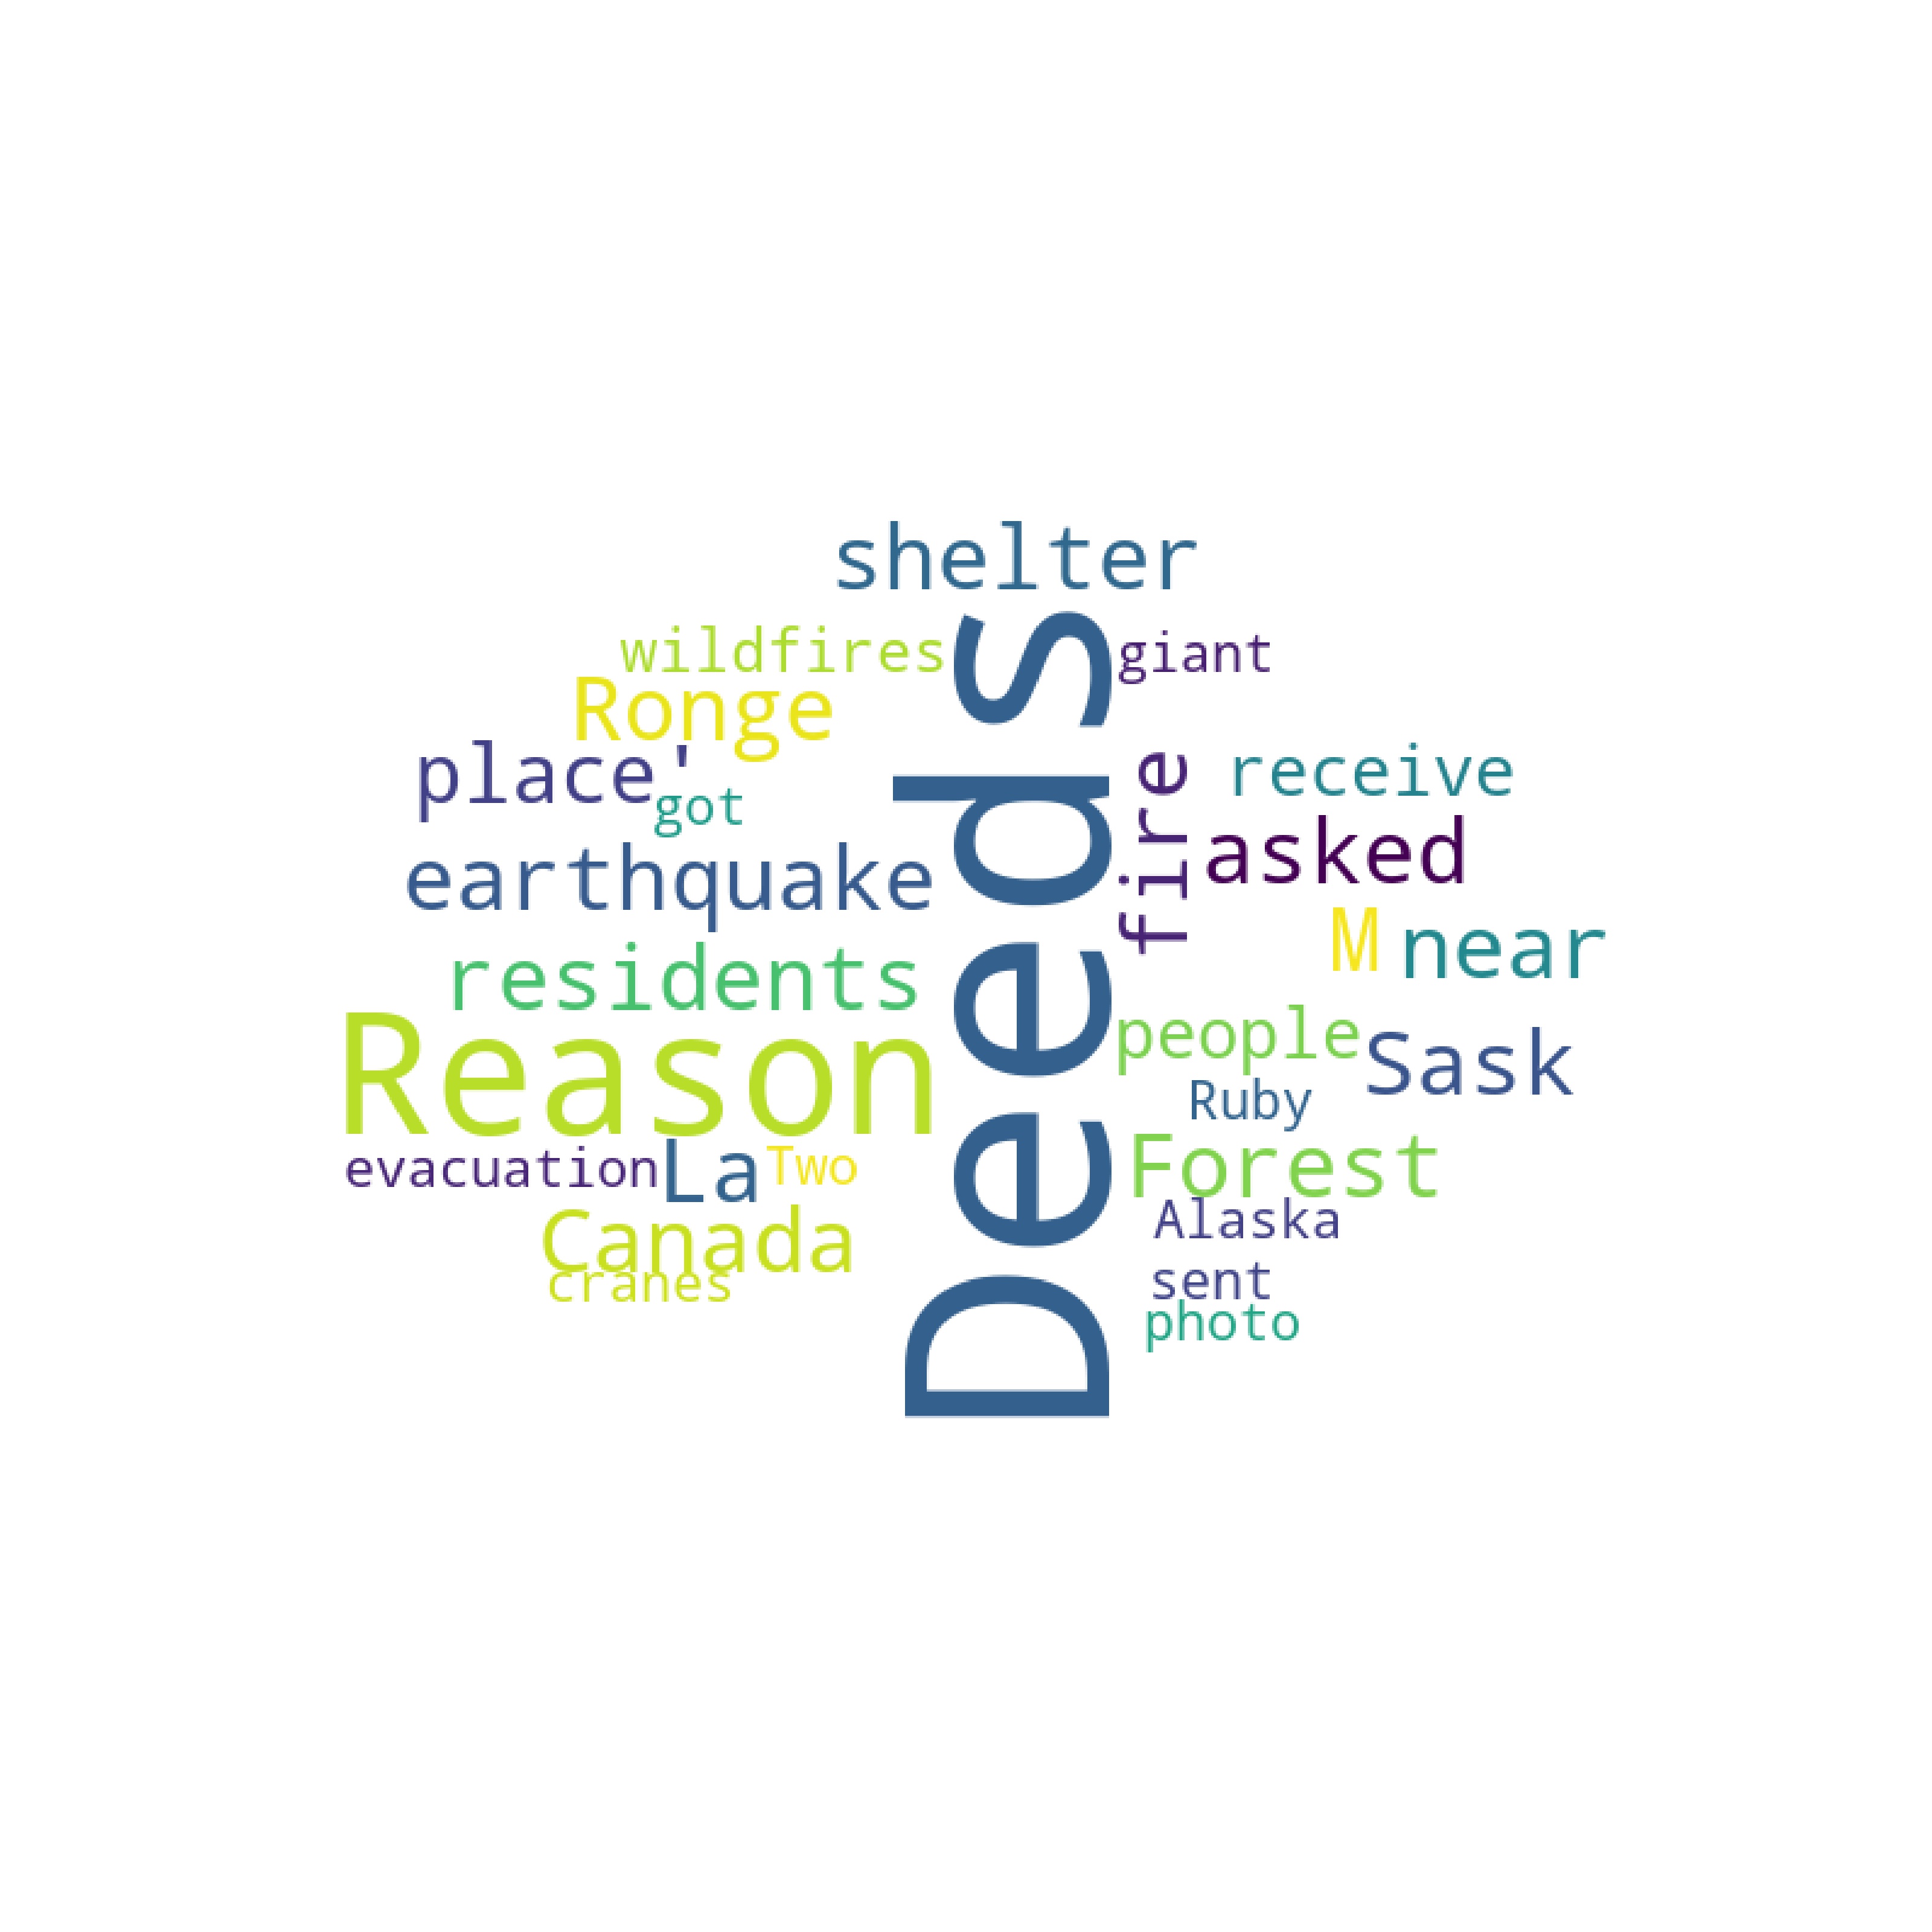 shelter
wildfires
giant
Ronge
place'
got
receive
fire
asked
earthquake
M
near
residents
Deeds
Reason
people
Sask
Ruby
evacuation
La
Two
Forest
Canada
Alaska
cranes
sent
photo